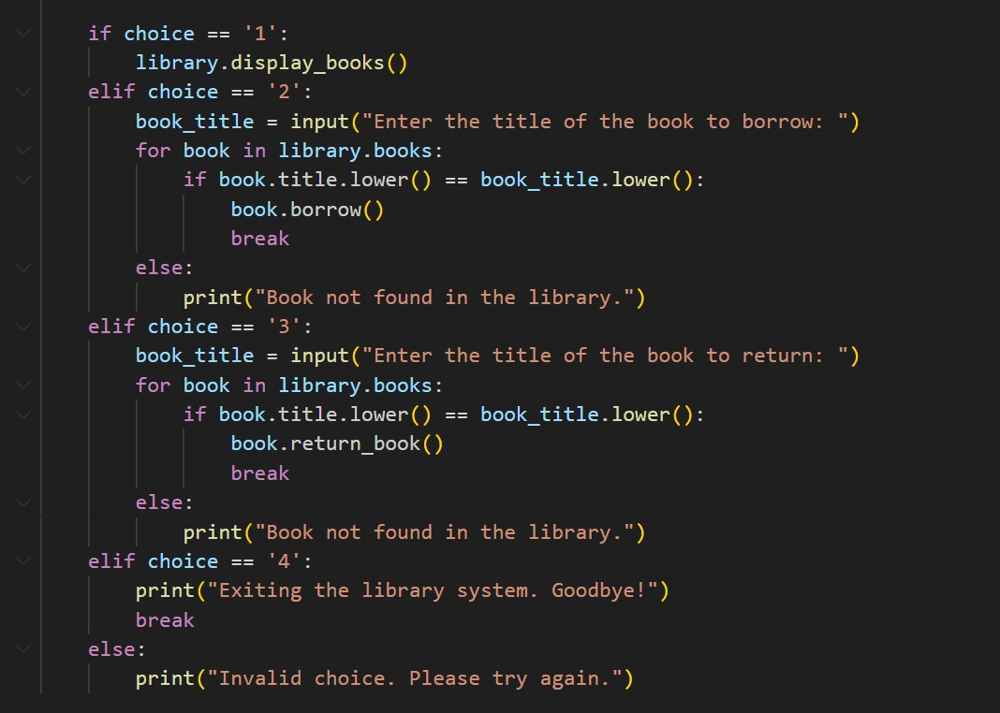 if choice == '1':
    library.display_books()
elif choice == '2':
    book_title = input("Enter the title of the book to borrow: ")
    for book in library.books:
        if book.title.lower() == book_title.lower():
            book.borrow()
            break
    else:
        print("Book not found in the library.")
elif choice == '3':
    book_title = input("Enter the title of the book to return: ")
    for book in library.books:
        if book.title.lower() == book_title.lower():
            book.return_book()
            break
    else:
        print("Book not found in the library.")
elif choice == '4':
    print("Exiting the library system. Goodbye!")
    break
else:
    print("Invalid choice. Please try again.")